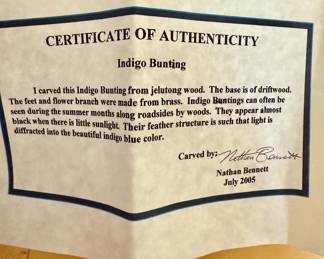 CERTIFICATE OF AUTHENTICITY
Indigo Bunting
I carved this Indigo Bunting from jelutong wood. The base is of driftwood.
The feet and flower branch were made from brass. Indigo Buntings can often be
seen during the summer months along roadsides by woods. They appear almost
black when there is little sunlight. Their feather structure is such that light is
diffracted into the beautiful indigo blue color.
Carved by: Nathan Bennett
Nathan Bennett
July 2005